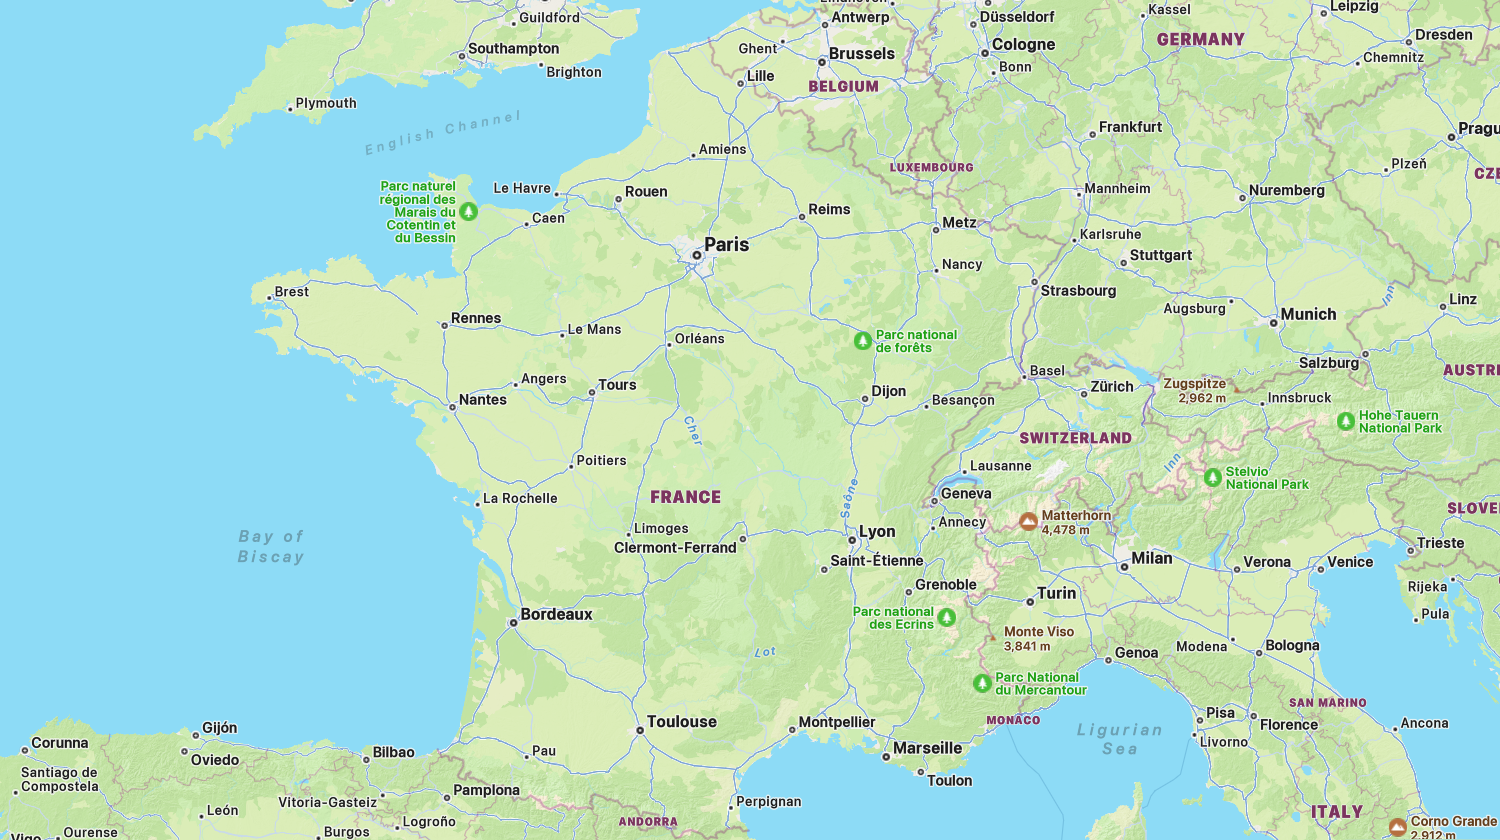 Guildford
Southampton
Brighton
Plymouth
English Channel
Antwerp
Ghent
Brussels
Lille
BELGIUM
Düsseldorf
Cologne
Bonn
Kassel
GERMANY
Leipzig
Dresden
Chemnitz
Frankfurt
Amiens
LUXEMBOURG
Plzeň
Parc naturel
régional des
Marais du
Cotentin et
du Bessin
Le Havre
Rouen
Caen
Reims
Metz
Mannheim
Nuremberg
Karlsruhe
Paris
Nancy
Stuttgart
Strasbourg
Brest
Rennes
Le Mans
Orléans
Parc national
de forêts
Augsburg
Munich
Inn
Linz
Salzburg
Angers
Tours
Nantes
Dijon
Besançon
Basel
Zürich
Zugspitze
2,962 m
Innsbruck
Hohe Tauern
National Park
Cher
SWITZERLAND
Poitiers
Lausanne
Inn
Stelvio
National Park
La Rochelle
FRANCE
Saône
Geneva
Annecy
Matterhorn
4,478 m
Bay of
Biscay
Limoges
Clermont-Ferrand
Lyon
Saint-Étienne
Milan
Verona
Venice
Trieste
Rijeka
Pula
Grenoble
Turin
Bordeaux
Parc national
des Ecrins
Monte Viso
3,841 m
Lot
Genoa
Modena
Bologna
Parc National
du Mercantour
MONACO
Ligurian
Sea
SAN MARINO
Pisa
Florence
Livorno
Ancona
Corunna
Gijón
Oviedo
Bilbao
Santiago de
Compostela
Pau
Toulouse
Montpellier
Marseille
Toulon
León
Vitoria-Gasteiz
Pamplona
Logroño
Perpignan
ANDORRA
Ourense
Burgos
ITALY
Corno Grande
2,912 m